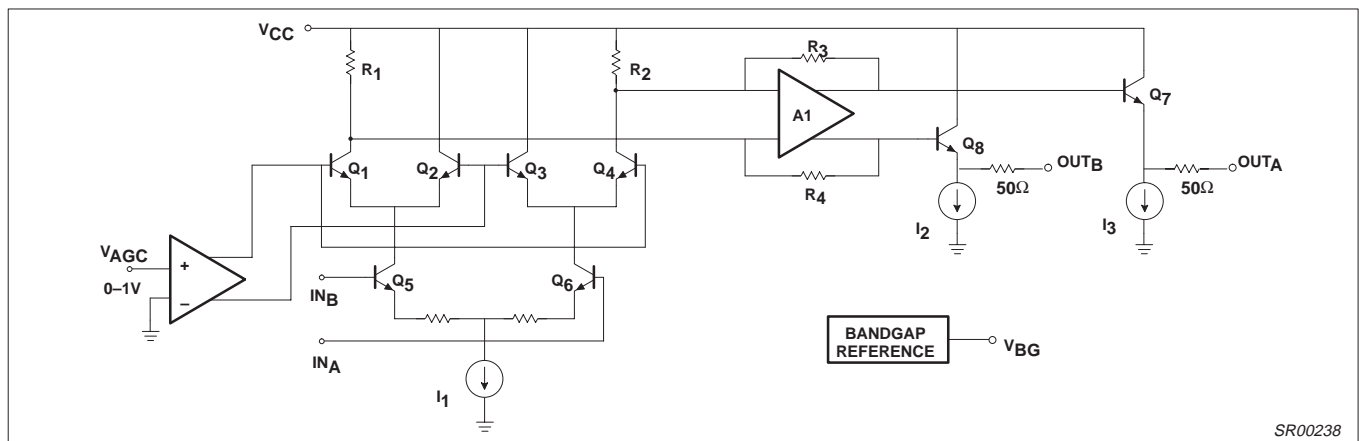 VCC
R1
R2
R3
A1
Q7
Q8
Q1
Q2
Q3
Q4
R4
OUTB
OUTA
50Ω
50Ω
VAGC
+
0–1V
–
I2
I3
INB
Q5
Q6
BANDGAP
REFERENCE
VBG
INA
I1
SR00238